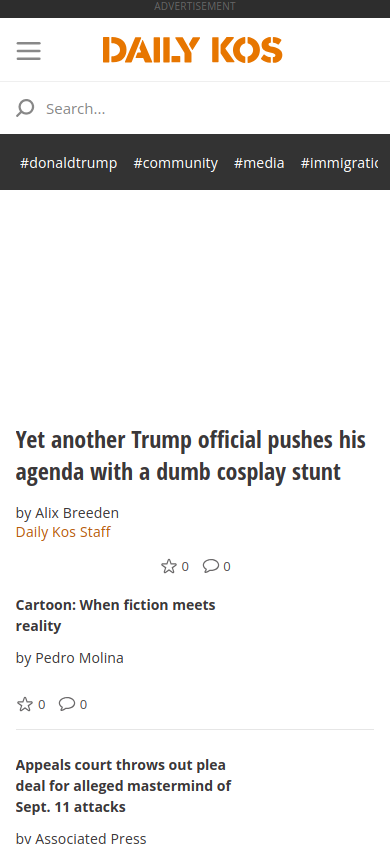 ADVERTISEMENT
DAILY KOS
Search...
#donaldtrump #community #media #immigratic
Yet another Trump official pushes his
agenda with a dumb cosplay stunt
by Alix Breeden
Daily Kos Staff
0 0
Cartoon: When fiction meets
reality
by Pedro Molina
0 0
Appeals court throws out plea
deal for alleged mastermind of
Sept. 11 attacks
by Associated Press